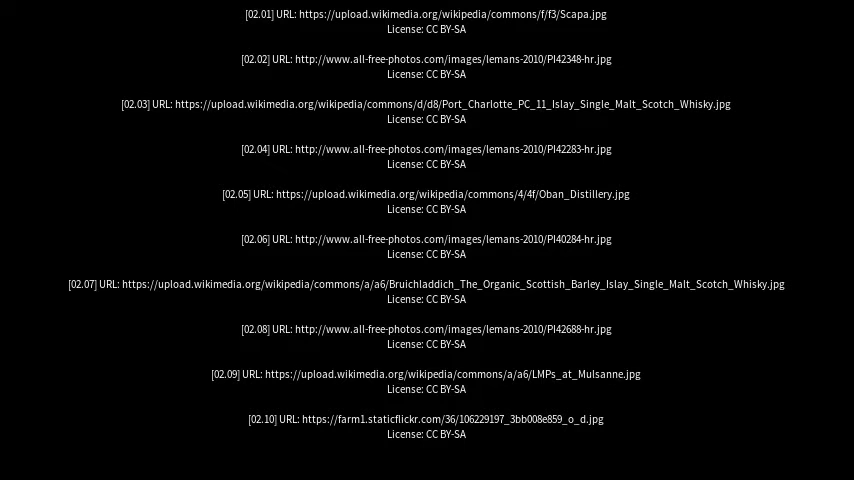 [02.01] URL: https://upload.wikimedia.org/wikipedia/commons/f/f3/Scapa.jpg
License: CC BY-SA
[02.02] URL: http://www.all-free-photos.com/images/lemans-2010/PI42348-hr.jpg
License: CC BY-SA
[02.03] URL: https://upload.wikimedia.org/wikipedia/commons/d/d8/Port_Charlotte_PC_11_Islay_Single_Malt_Scotch_Whisky.jpg
License: CC BY-SA
[02.04] URL: http://www.all-free-photos.com/images/lemans-2010/PI42283-hr.jpg
License: CC BY-SA
[02.05] URL: https://upload.wikimedia.org/wikipedia/commons/4/4f/Oban_Distillery.jpg
License: CC BY-SA
[02.06] URL: http://www.all-free-photos.com/images/lemans-2010/PI40284-hr.jpg
License: CC BY-SA
[02.07] URL: https://upload.wikimedia.org/wikipedia/commons/a/a6/Bruichladdich_The_Organic_Scottish_Barley_Islay_Single_Malt_Scotch_Whisky.jpg
License: CC BY-SA
[02.08] URL: http://www.all-free-photos.com/images/lemans-2010/PI42688-hr.jpg
License: CC BY-SA
[02.09] URL: https://upload.wikimedia.org/wikipedia/commons/a/a6/LMPs_at_Mulsanne.jpg
License: CC BY-SA
[02.10] URL: https://farm1.staticflickr.com/36/106229197_3bb008e859_o_d.jpg
License: CC BY-SA